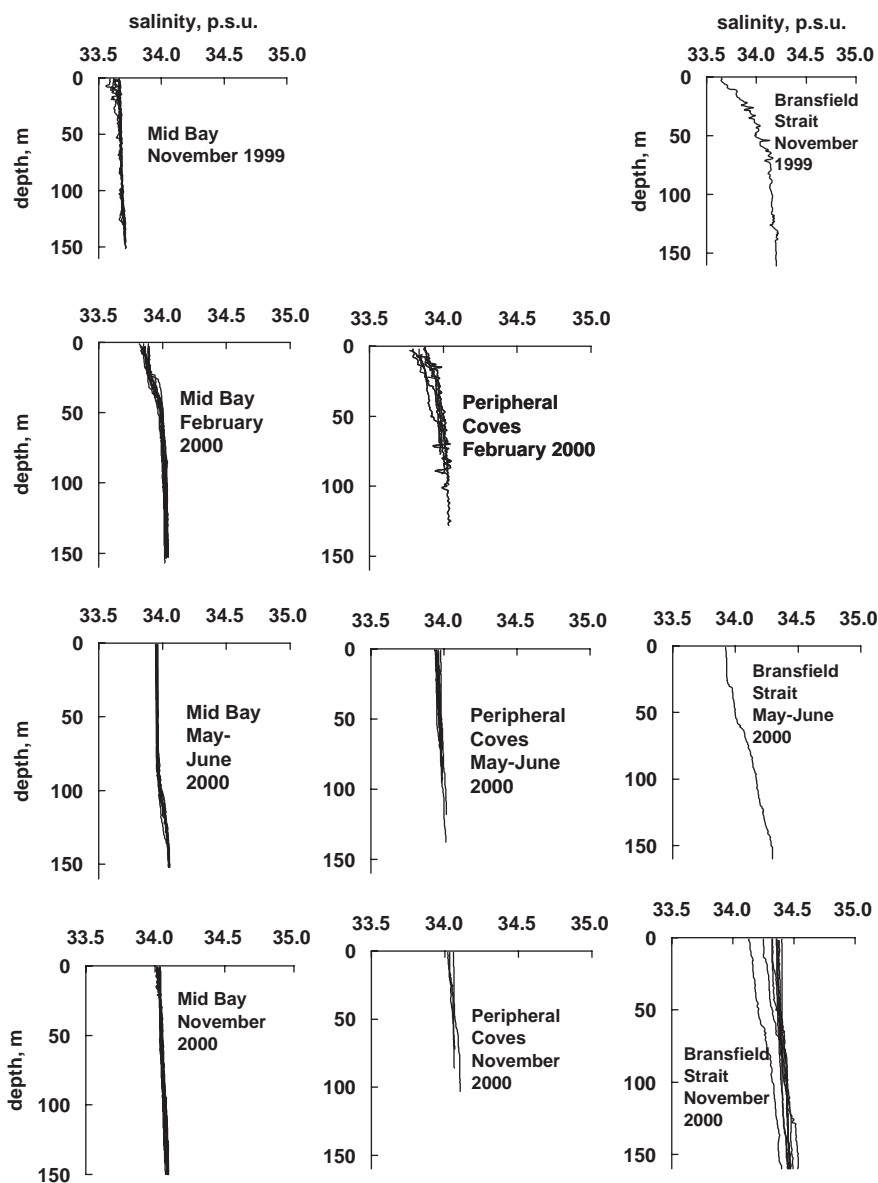 salinity, p.s.u.
33.5 34.0 34.5 35.0
0
50
100
150
depth, m
Mid Bay
November 1999
salinity, p.s.u.
33.5 34.0 34.5 35.0
0
50
100
150
depth, m
Bransfield
Strait
November
1999
33.5 34.0 34.5 35.0
0
50
100
150
depth, m
Mid Bay
February
2000
33.5 34.0 34.5 35.0
0
50
100
150
Peripheral
Coves
February 2000
33.5 34.0 34.5 35.0
0
50
100
150
depth, m
Mid Bay
May-
June
2000
33.5 34.0 34.5 35.0
0
50
100
150
Peripheral
Coves
May-June
2000
33.5 34.0 34.5 35.0
0
50
100
150
Bransfield
Strait
May-June
2000
33.5 34.0 34.5 35.0
0
50
100
150
depth, m
Mid Bay
November
2000
33.5 34.0 34.5 35.0
0
50
100
150
Peripheral
Coves
November
2000
33.5 34.0 34.5 35.0
0
50
100
150
Bransfield
Strait
November
2000